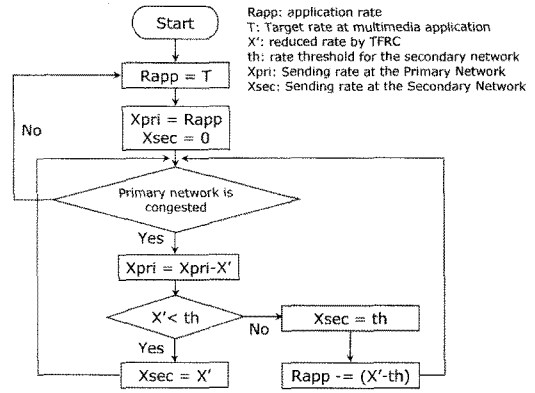 Start
Rapp: application rate
T: Target rate at multimedia application
X': reduced rate by TFRC
th: rate threshold for the secondary network
Xpri: Sending rate at the Primary Network
Xsec: Sending rate at the Secondary Network
Rapp = T
Xpri = Rapp
Xsec = 0
No
Primary network is
congested
Yes
Xpri = Xpri-X'
X'< th
No
Xsec = th
Yes
Xsec = X'
Rapp -= (X'-th)